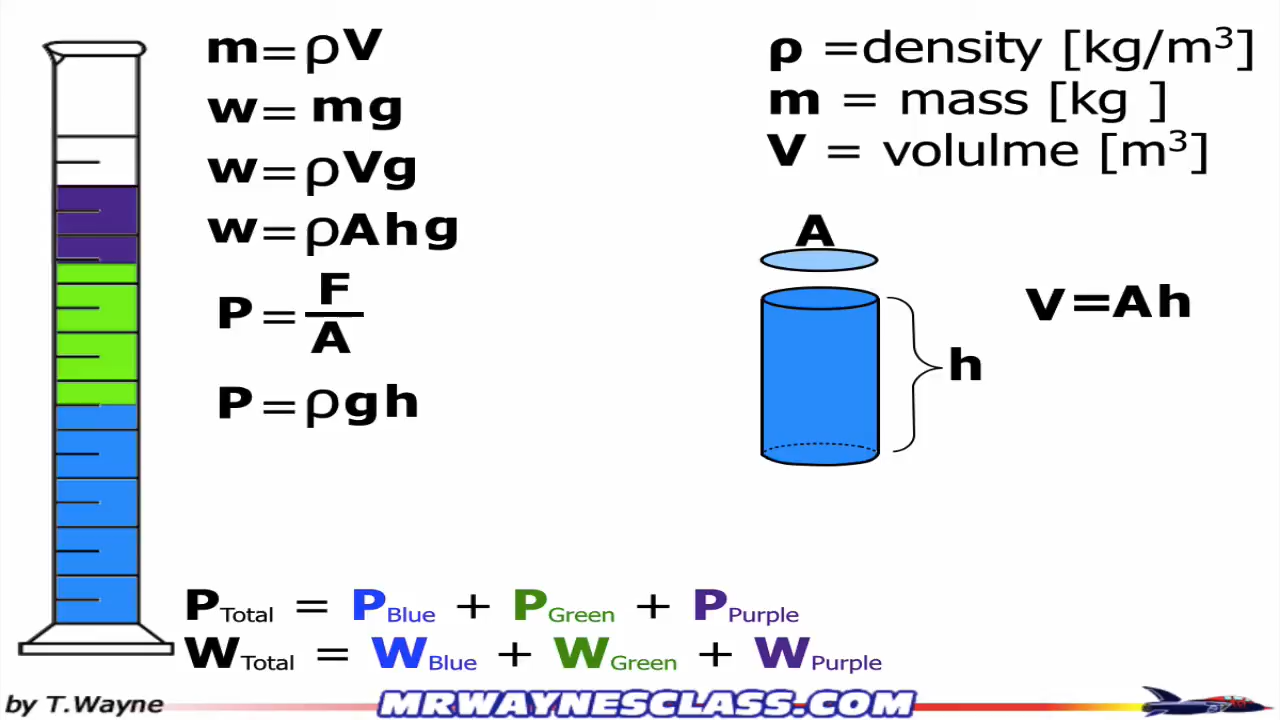 m=ρV
w=mg
w=ρVg
w=ρAhg
P=F/A
P=ρgh
ρ =density [kg/m³]
m = mass [kg ]
V = volulme [m³]
A
h
V=Ah
PTotal = PBlue + PGreen + PPurple
WTotal = WBlue + WGreen + WPurple
by T.Wayne
MRWAYNESCLASS.COM